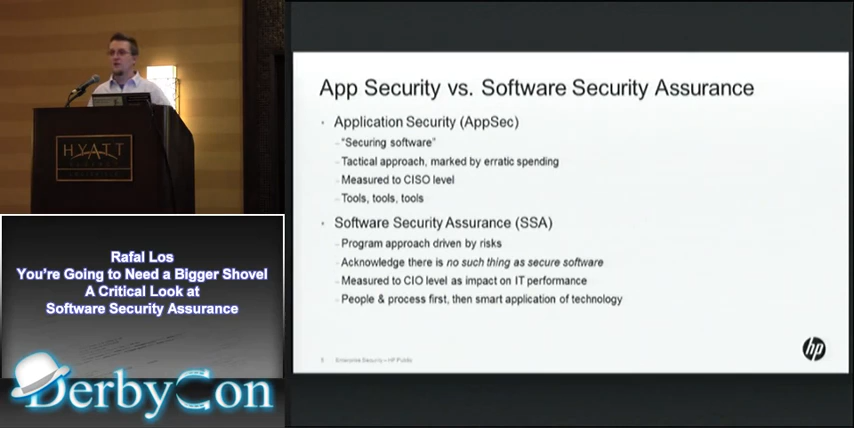 HYATT
Rafal Los
You're Going to Need a Bigger Shovel
A Critical Look at
Software Security Assurance
DerbyCon
App Security vs. Software Security Assurance
• Application Security (AppSec)
– "Securing software"
– Tactical approach, marked by erratic spending
– Measured to CISO level
– Tools, tools, tools
• Software Security Assurance (SSA)
– Program approach driven by risks
– Acknowledge there is no such thing as secure software
– Measured to CIO level as impact on IT performance
– People & process first, then smart application of technology
Enterprise Security – HP Public
hp